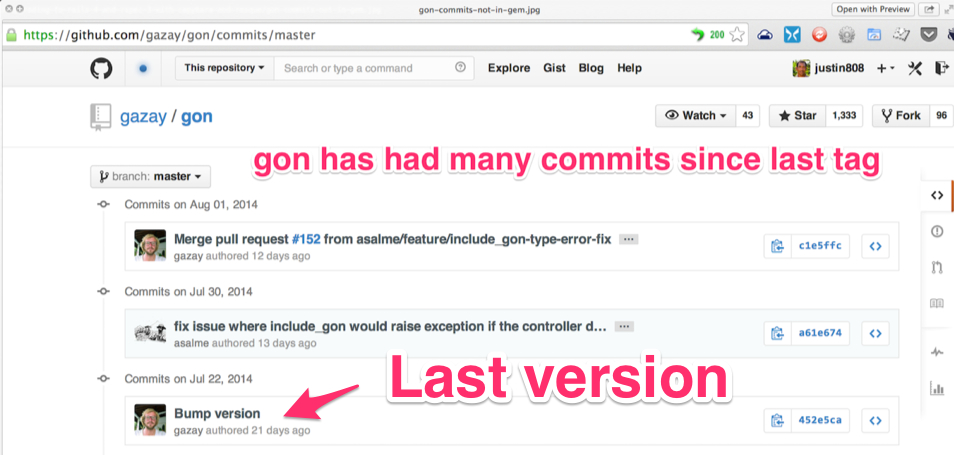 gon-commits-not-in-gem.jpg
Open with Preview
https://github.com/gazay/gon/commits/master
200
This repository
Search or type a command
Explore Gist Blog Help
justin808
gazay / gon
Watch 43 Star 1,333 Fork 96
gon has had many commits since last tag
branch: master
Commits on Aug 01, 2014
Merge pull request #152 from asalme/feature/include_gon-type-error-fix ...
gazay authored 12 days ago
c1e5ffc
Commits on Jul 30, 2014
fix issue where include_gon would raise exception if the controller d... ...
asalme authored 13 days ago
a61e674
Last version
Commits on Jul 22, 2014
Bump version
gazay authored 21 days ago
452e5ca